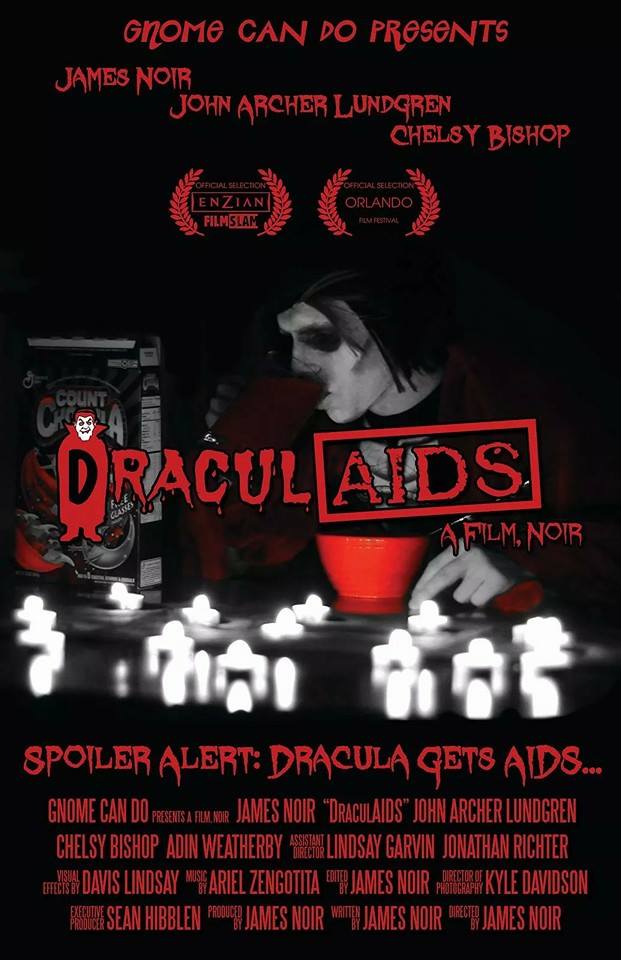 GNOME CAN DO PRESENTS
JAMES NOIR
JOHN ARCHER LUNDGREN
CHELSY BISHOP
OFFICIAL SELECTION
ENZIAN
FILMSLAM
OFFICIAL SELECTION
ORLANDO
FILM FESTIVAL
COUNT
DRACULAIDS
A FILM, NOIR
SPOILER ALERT: DRACULA GETS AIDS...
GNOME CAN DO PRESENTS A FILM, NOIR JAMES NOIR "DRACULAIDS" JOHN ARCHER LUNDGREN
CHELSY BISHOP ADIN WEATHERBY ASSISTANT DIRECTOR LINDSAY GARVIN JONATHAN RICHTER
VISUAL EFFECTS BY DAVIS LINDSAY MUSIC BY ARIEL ZENGOTITA EDITED BY JAMES NOIR DIRECTOR OF PHOTOGRAPHY KYLE DAVIDSON
EXECUTIVE PRODUCER SEAN HIBBLEN PRODUCED BY JAMES NOIR WRITTEN BY JAMES NOIR DIRECTED BY JAMES NOIR